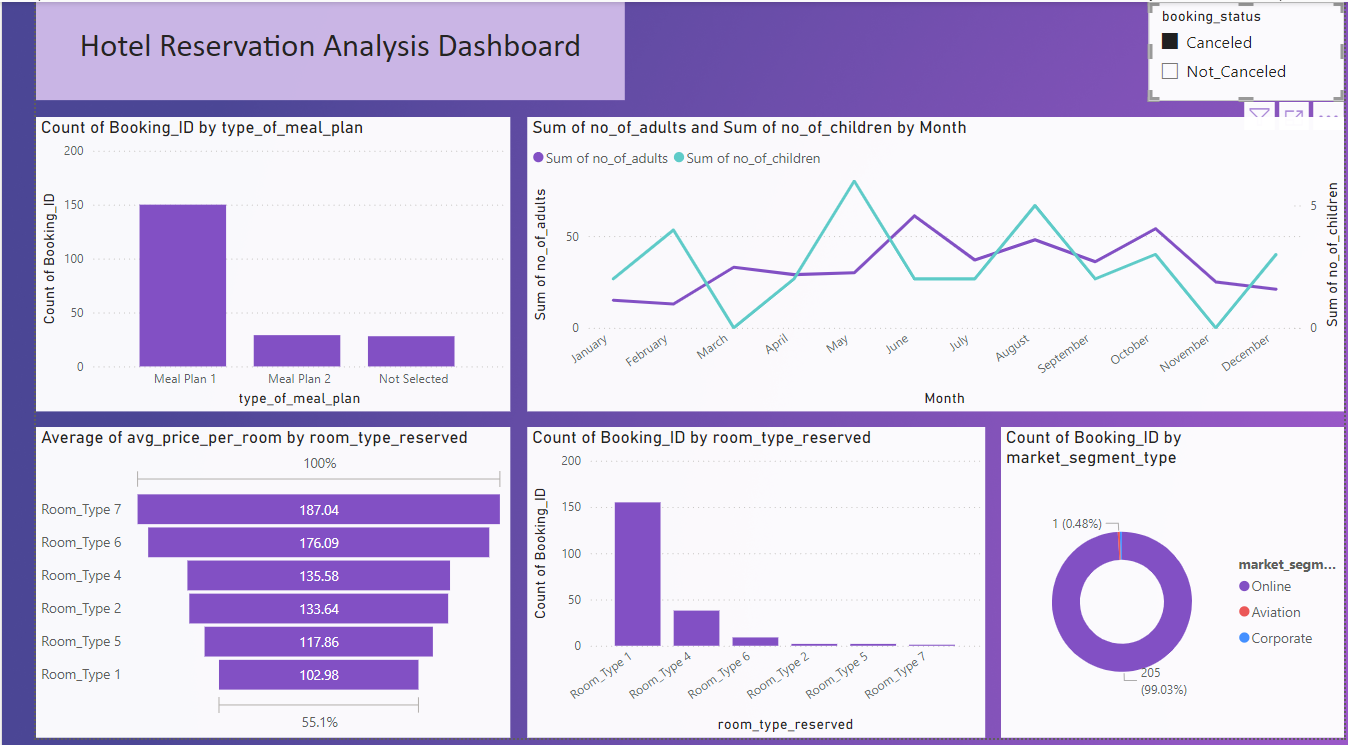 Hotel Reservation Analysis Dashboard
booking_status
Canceled
Not_Canceled
Count of Booking_ID by type_of_meal_plan
200
150
100
50
0
Count of Booking_ID
Meal Plan 1
Meal Plan 2
Not Selected
type_of_meal_plan
Sum of no_of_adults and Sum of no_of_children by Month
Sum of no_of_adults
Sum of no_of_children
Sum of no_of_adults
50
0
5
0
Sum of no_of_children
January
February
March
April
May
June
July
August
September
October
November
December
Month
Average of avg_price_per_room by room_type_reserved
100%
Room_Type 7
187.04
Room_Type 6
176.09
Room_Type 4
135.58
Room_Type 2
133.64
Room_Type 5
117.86
Room_Type 1
102.98
55.1%
Count of Booking_ID by room_type_reserved
200
150
100
50
0
Count of Booking_ID
Room_Type 1
Room_Type 4
Room_Type 6
Room_Type 2
Room_Type 5
Room_Type 7
room_type_reserved
Count of Booking_ID by
market_segment_type
1 (0.48%)
205
(99.03%)
market_segm...
Online
Aviation
Corporate